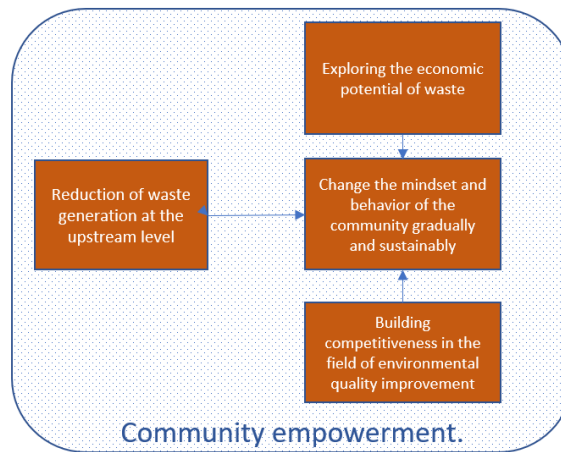 Exploring the economic
potential of waste
Reduction of waste
generation at the
upstream level
Change the mindset and
behavior of the
community gradually
and sustainably
Building
competitiveness in the
field of environmental
quality improvement
Community empowerment.